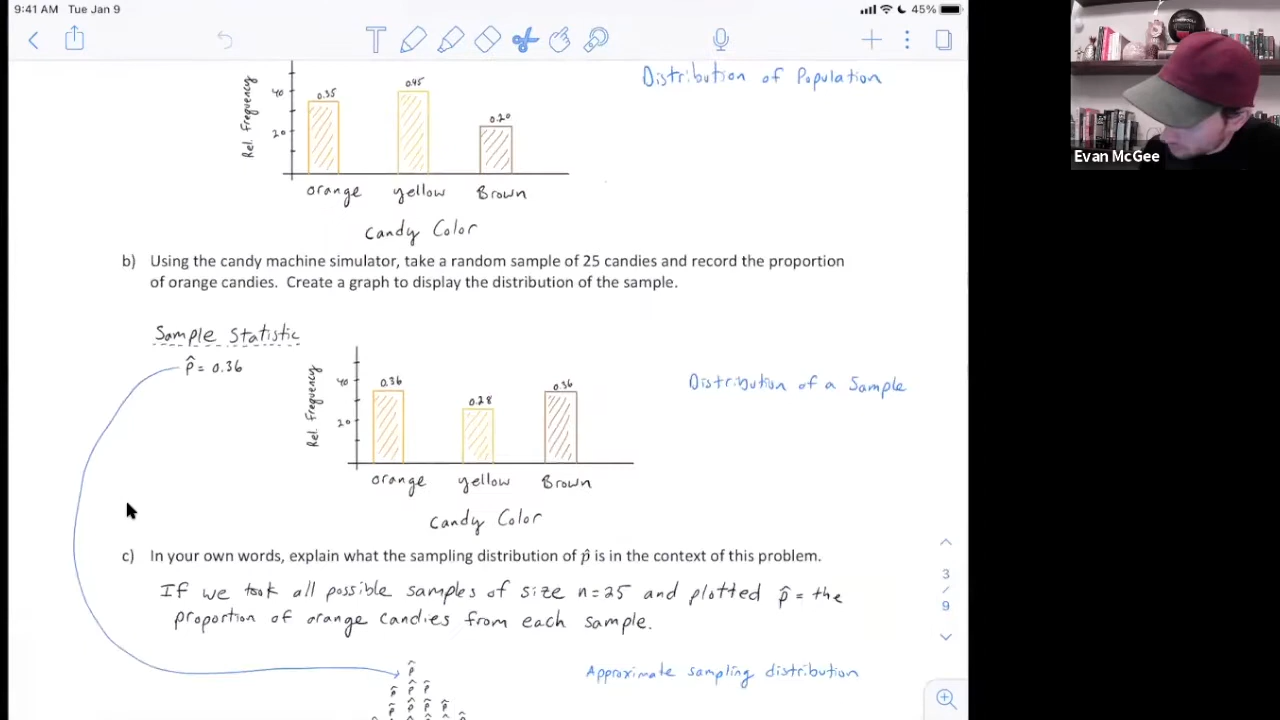 9:41 AM Tue Jan 9
45%
Rel. Frequency
40
20
0.35
0.45
0.20
orange yellow Brown
Candy Color
Distribution of Population
Evan McGee
b) Using the candy machine simulator, take a random sample of 25 candies and record the proportion
of orange candies. Create a graph to display the distribution of the sample.
Sample Statistic
p̂ = 0.36
Rel. Frequency
40
20
0.36
0.28
0.36
orange yellow Brown
Candy Color
Distribution of a Sample
c) In your own words, explain what the sampling distribution of p̂ is in the context of this problem.
If we took all possible samples of size n=25 and plotted p̂ = the
proportion of orange candies from each sample.
Approximate sampling distribution
p̂
p̂ p̂ p̂
p̂ p̂ p̂ p̂
3
/
9